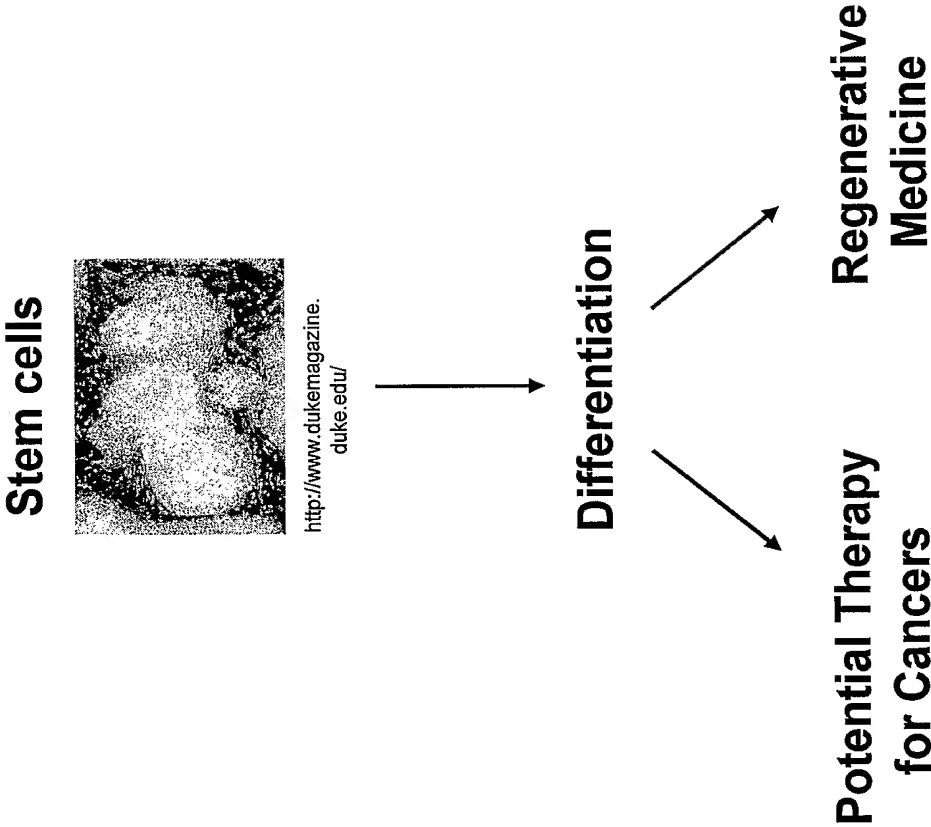 Stem cells
http://www.dukemagazine.
duke.edu/
Differentiation
Potential Therapy
for Cancers
Regenerative
Medicine